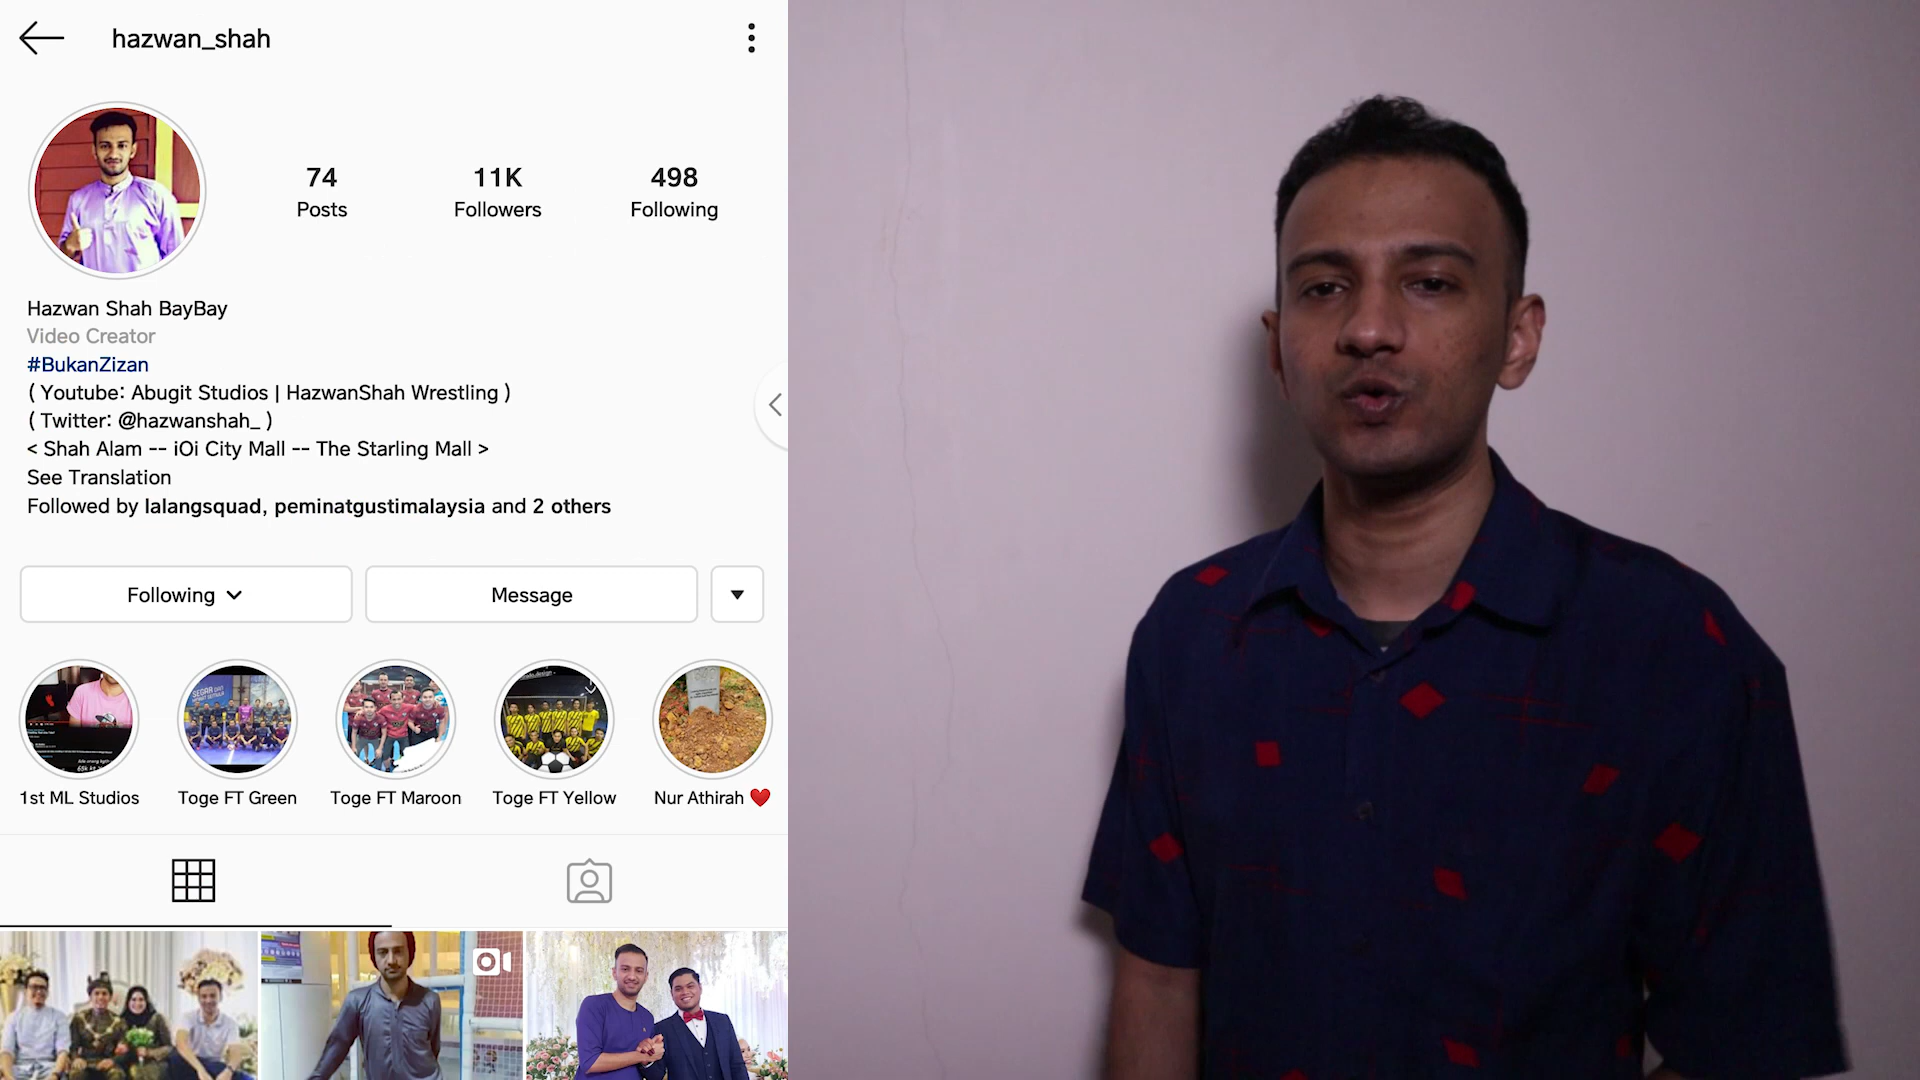 hazwan_shah
74
Posts
11K
Followers
498
Following
Hazwan Shah BayBay
Video Creator
#BukanZizan
( Youtube: Abugit Studios | HazwanShah Wrestling )
( Twitter: @hazwanshah_ )
< Shah Alam -- iOi City Mall -- The Starling Mall >
See Translation
Followed by lalangsquad, peminatgustimalaysia and 2 others
Following
Message
SEGAR
1st ML Studios
Toge FT Green
Toge FT Maroon
Toge FT Yellow
Nur Athirah ❤️